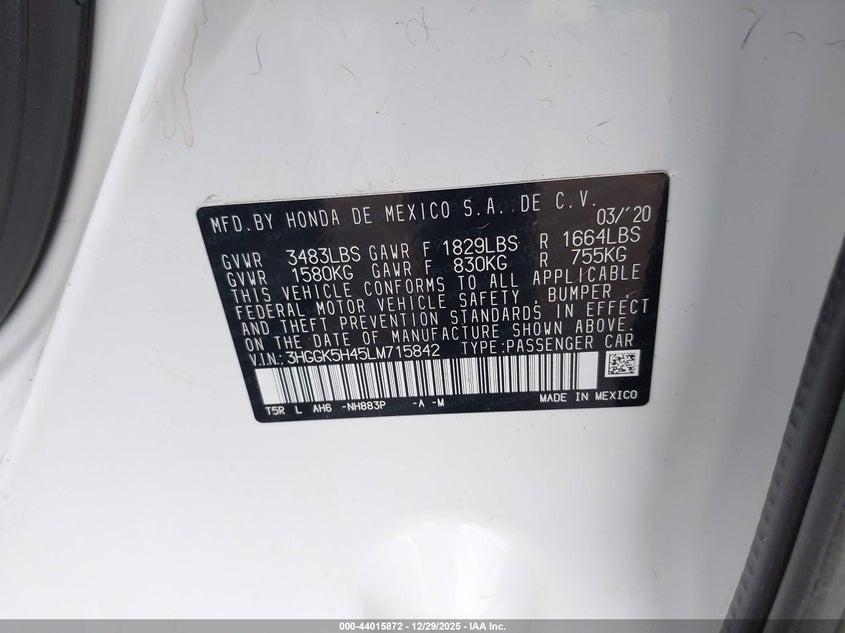 MFD.BY HONDA DE MEXICO S.A. DE C.V. 03/'20
GVWR 3483LBS GAWR F 1829LBS R 1664LBS
GVWR 1580KG GAWR F 830KG R 755KG
THIS VEHICLE CONFORMS TO ALL APPLICABLE
FEDERAL MOTOR VEHICLE SAFETY, BUMPER,
AND THEFT PREVENTION STANDARDS IN EFFECT
ON THE DATE OF MANUFACTURE SHOWN ABOVE.
V.I.N.:3HGGK5H45LM715842 TYPE:PASSENGER CAR
T5R L AH6 -NH883P -A -M MADE IN MEXICO
000-44015872 - 12/29/2025 - IAA Inc.